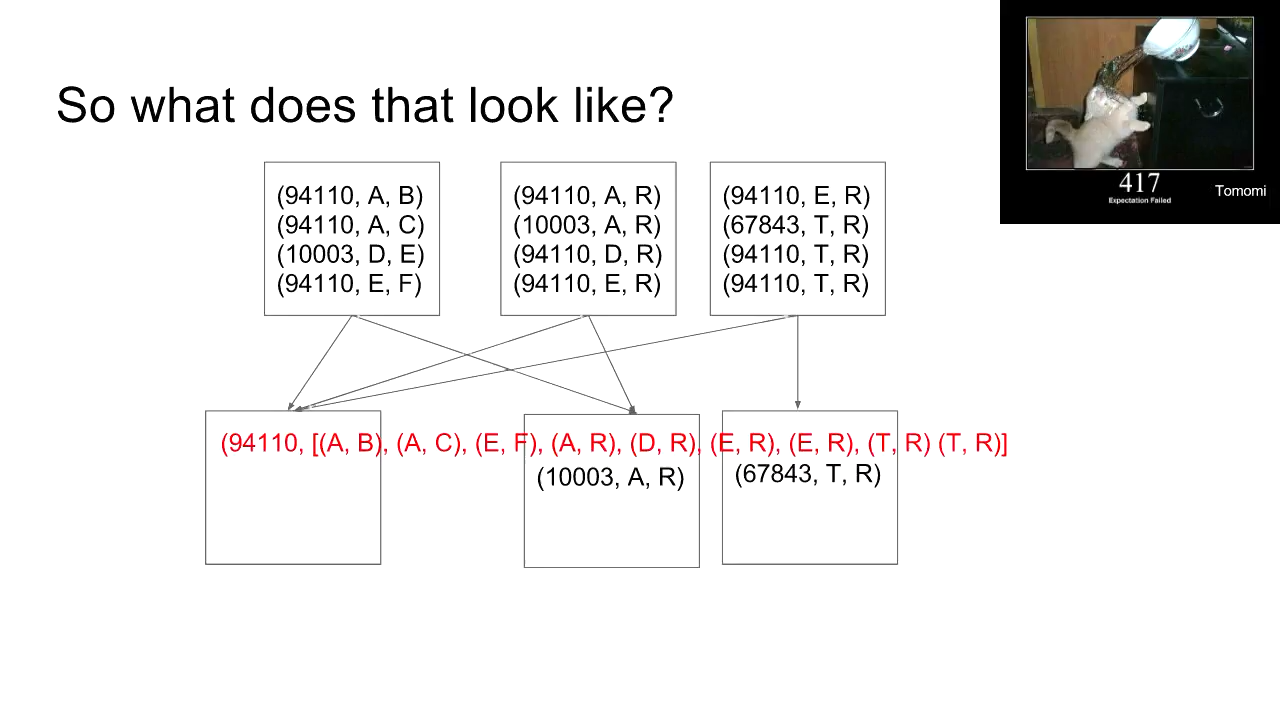 So what does that look like?
417
Expectation Failed
Tomomi
(94110, A, B)
(94110, A, C)
(10003, D, E)
(94110, E, F)
(94110, A, R)
(10003, A, R)
(94110, D, R)
(94110, E, R)
(94110, E, R)
(67843, T, R)
(94110, T, R)
(94110, T, R)
(94110, [(A, B), (A, C), (E, F), (A, R), (D, R), (E, R), (E, R), (T, R) (T, R)]
(10003, A, R)
(67843, T, R)